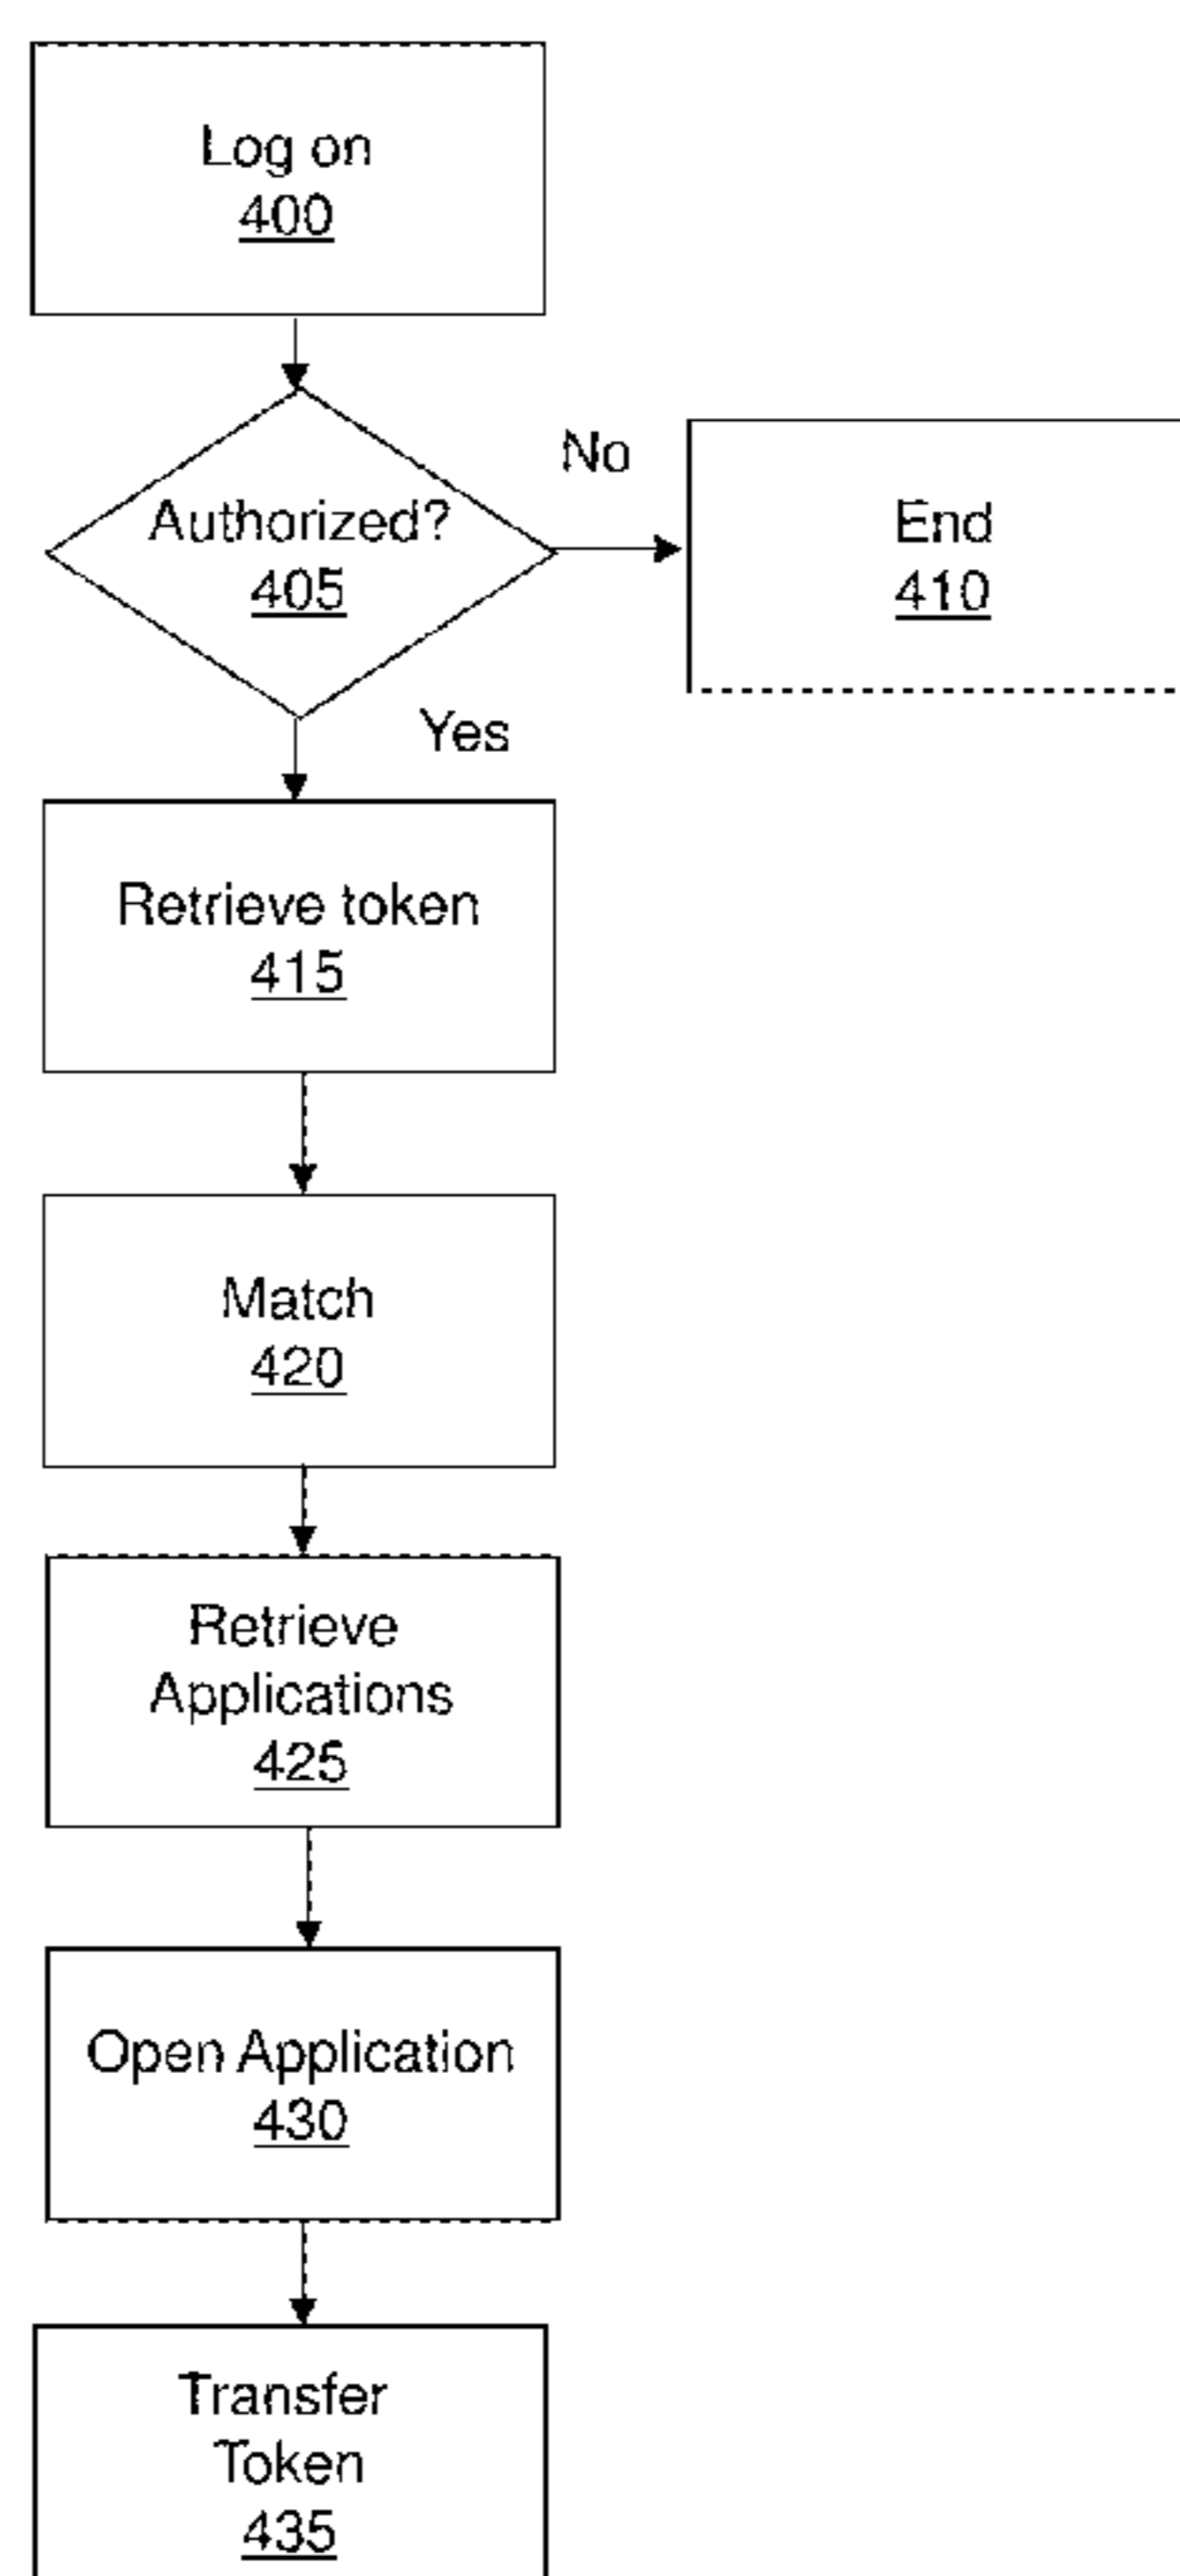 Log on
400
No
Authorized?
405
End
410
Yes
Retrieve token
415
Match
420
Retrieve
Applications
425
Open Application
430
Transfer
Token
435